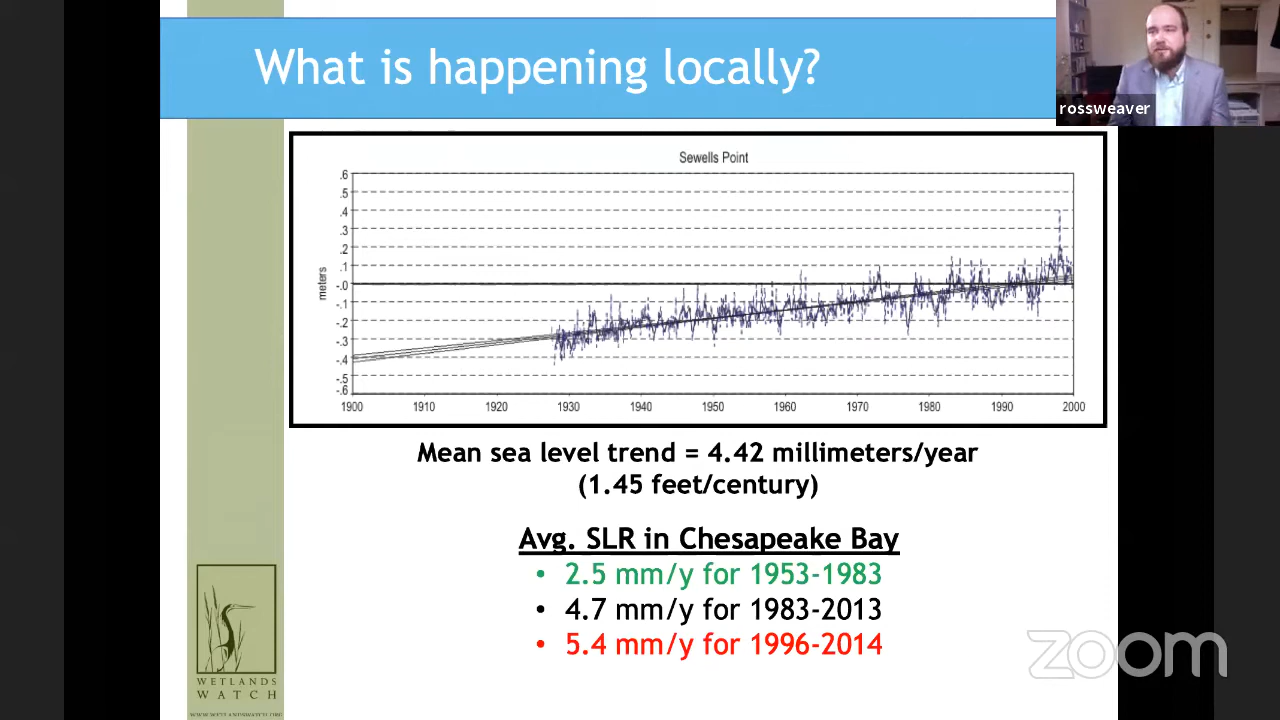 What is happening locally?
rossweaver
Sewells Point
meters
.6
.5
.4
.3
.2
.1
-.0
-.1
-.2
-.3
-.4
-.5
-.6
1900 1910 1920 1930 1940 1950 1960 1970 1980 1990 2000
Mean sea level trend = 4.42 millimeters/year
(1.45 feet/century)
Avg. SLR in Chesapeake Bay
• 2.5 mm/y for 1953-1983
• 4.7 mm/y for 1983-2013
• 5.4 mm/y for 1996-2014
zoom
WETLANDS
WATCH
WWW.WETLANDSWATCH.ORG